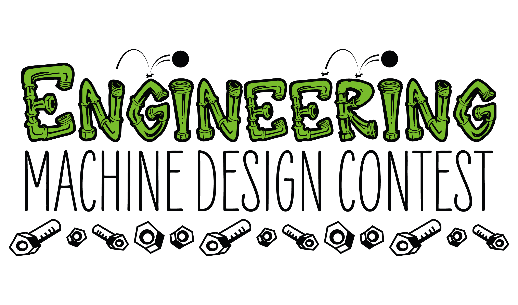 ENGINEERING
MACHINE DESIGN CONTEST